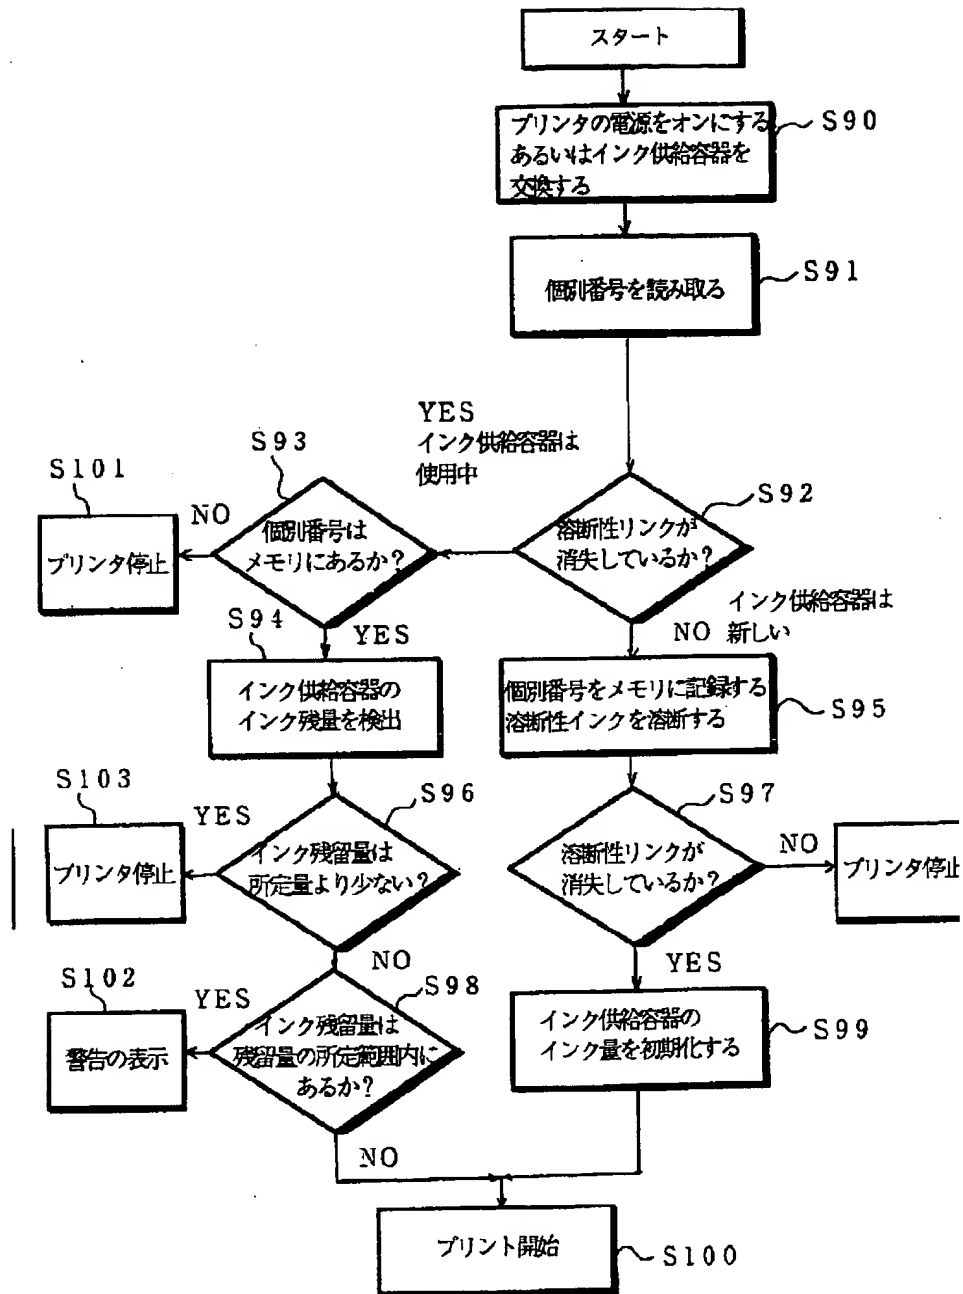 スタート
プリンタの電源をオンにする
あるいはインク供給容器を
交換する
S90
個別番号を読み取る
S91
YES
インク供給容器は
使用中
S93
S101
NO
個別番号は
メモリにあるか?
プリンタ停止
S92
溶断性リンクが
消失しているか?
インク供給容器は
NO 新しい
S94
YES
インク供給容器の
インク残量を検出
個別番号をメモリに記録する
溶断性インクを溶断する
S95
S103
YES
S96
インク残留量は
所定量より少ない?
プリンタ停止
S97
溶断性リンクが
消失しているか?
NO
プリンタ停止
NO
YES
S102
YES
S98
インク残留量は
残留量の所定範囲内に
あるか?
警告の表示
インク供給容器の
インク量を初期化する
S99
NO
プリント開始
S100